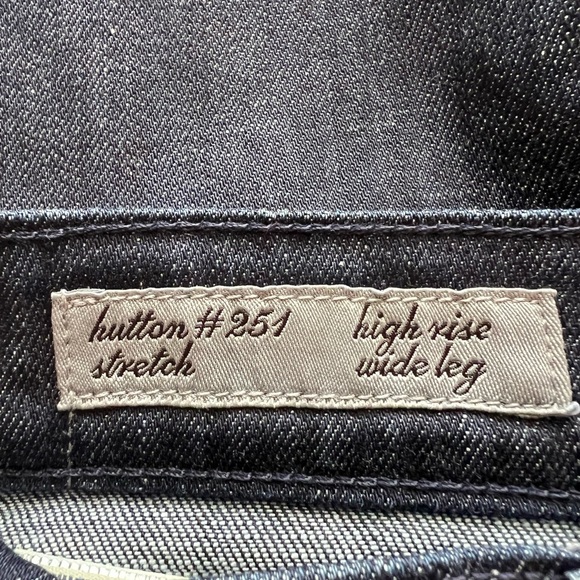 hutton #251
stretch
high rise
wide leg